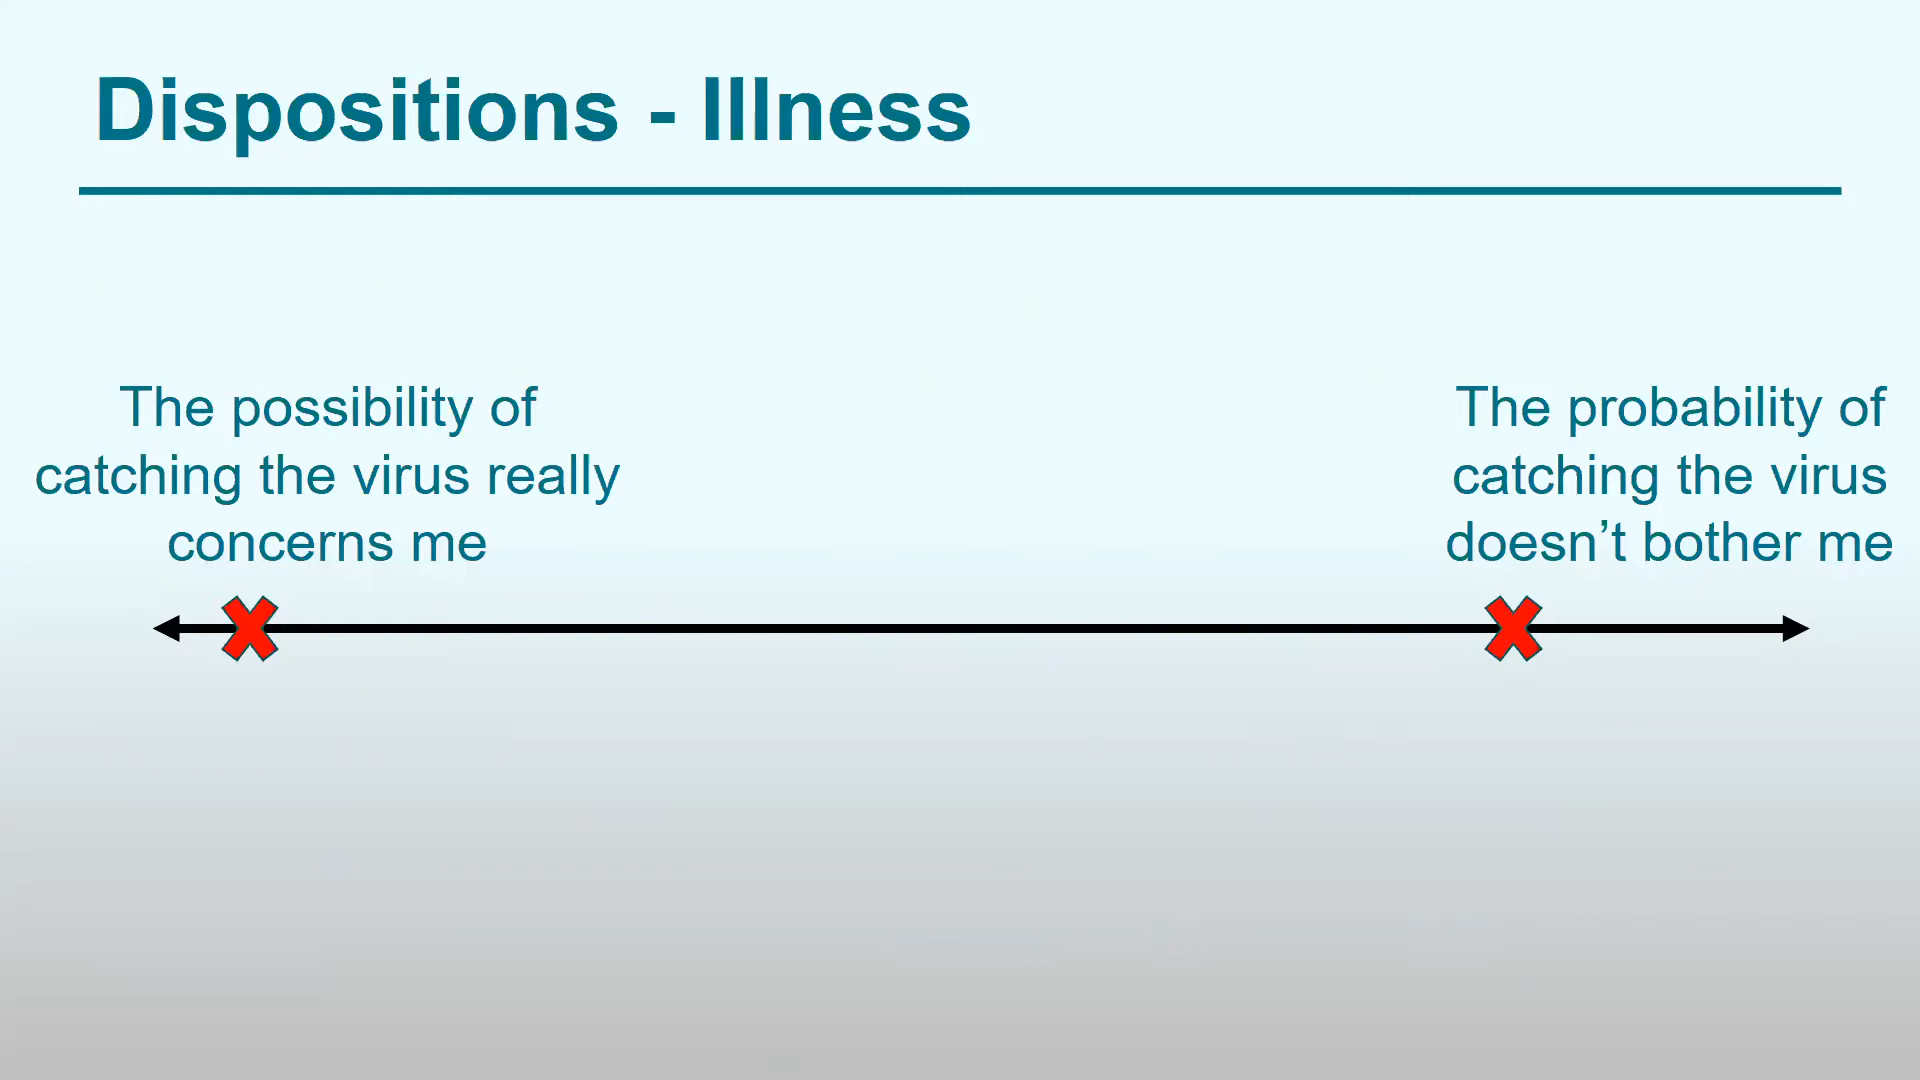 Dispositions - Illness
The possibility of
catching the virus really
concerns me
The probability of
catching the virus
doesn’t bother me